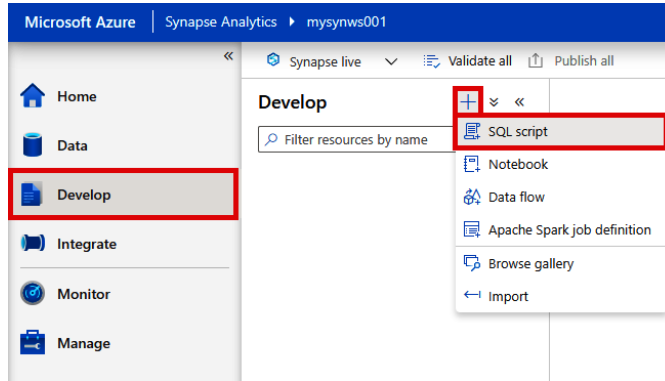 Microsoft Azure Synapse Analytics mysynws001
Synapse live Validate all Publish all
Home
Data
Develop
Integrate
Monitor
Manage
Develop
Filter resources by name
SQL script
Notebook
Data flow
Apache Spark job definition
Browse gallery
Import